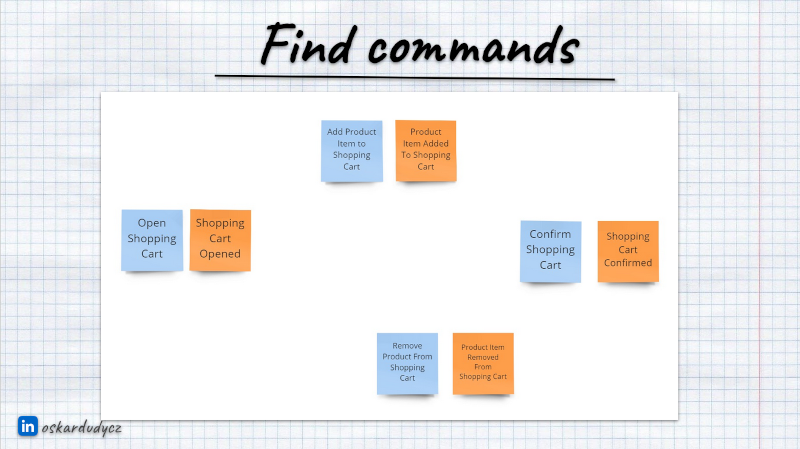 Find commands
Add Product
Item to
Shopping
Cart
Product
Item Added
To Shopping
Cart
Open
Shopping
Cart
Shopping
Cart
Opened
Confirm
Shopping
Cart
Shopping
Cart
Confirmed
Remove
Product From
Shopping
Cart
Product Item
Removed
From
Shopping Cart
in oskardudycz